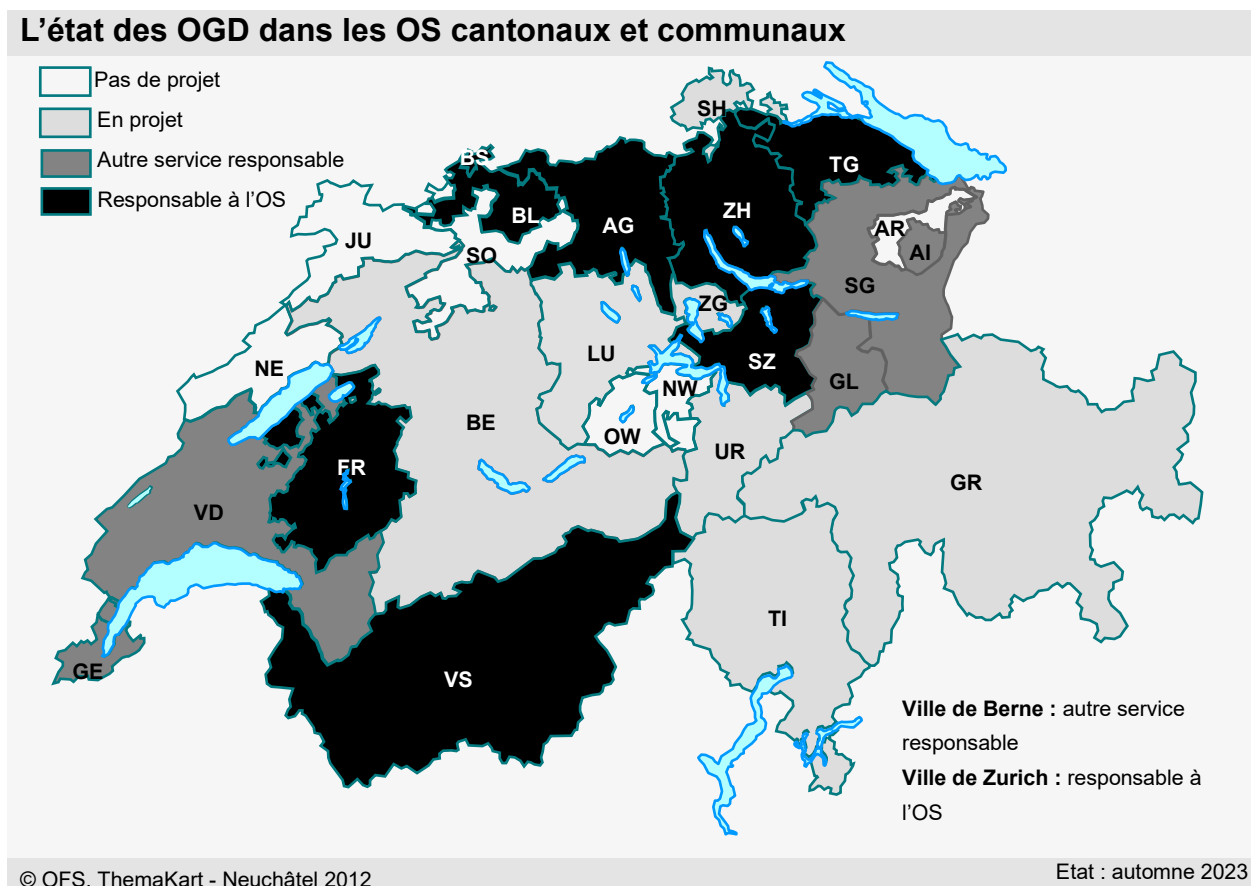 L'état des OGD dans les OS cantonaux et communaux
Pas de projet
En projet
Autre service responsable
Responsable à l'OS
SH
BS
TG
BL
AG
ZH
JU
SO
AR
AI
SG
ZG
NE
LU
SZ
GL
NW
BE
OW
UR
FR
GR
VD
TI
GE
VS
Ville de Berne : autre service
responsable
Ville de Zurich : responsable à
l'OS
© OFS, ThemaKart - Neuchâtel 2012
Etat : automne 2023